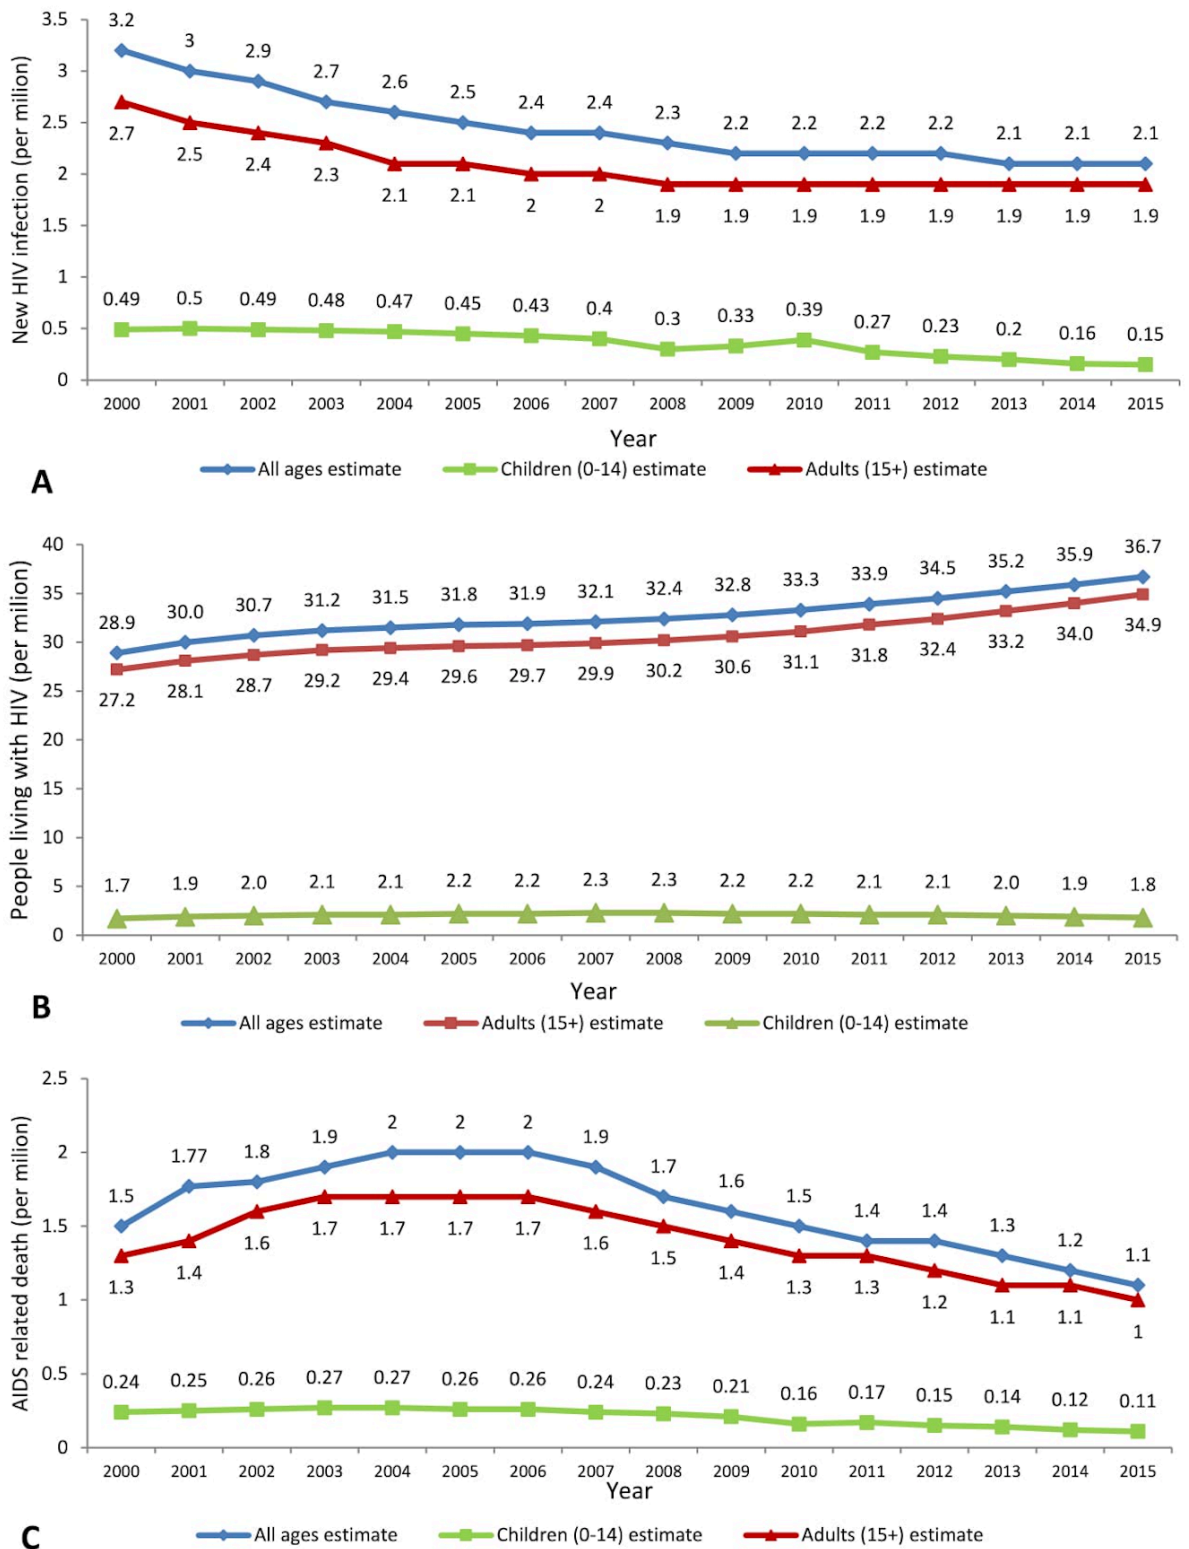 3.5
3
2.5
2
1.5
1
0.5
0
New HIV infection (per milion)
3.2 3 2.9 2.7 2.6 2.5 2.4 2.4 2.3 2.2 2.2 2.2 2.2 2.1 2.1 2.1
2.7 2.5 2.4 2.3 2.1 2.1 2 2 1.9 1.9 1.9 1.9 1.9 1.9 1.9 1.9
0.49 0.5 0.49 0.48 0.47 0.45 0.43 0.4 0.3 0.33 0.39 0.27 0.23 0.2 0.16 0.15
2000 2001 2002 2003 2004 2005 2006 2007 2008 2009 2010 2011 2012 2013 2014 2015
Year
All ages estimate Children (0-14) estimate Adults (15+) estimate
A
40
35
30
25
20
15
10
5
0
People living with HIV (per milion)
28.9 30.0 30.7 31.2 31.5 31.8 31.9 32.1 32.4 32.8 33.3 33.9 34.5 35.2 35.9 36.7
27.2 28.1 28.7 29.2 29.4 29.6 29.7 29.9 30.2 30.6 31.1 31.8 32.4 33.2 34.0 34.9
1.7 1.9 2.0 2.1 2.1 2.2 2.2 2.3 2.3 2.2 2.2 2.1 2.1 2.0 1.9 1.8
2000 2001 2002 2003 2004 2005 2006 2007 2008 2009 2010 2011 2012 2013 2014 2015
Year
B
All ages estimate Adults (15+) estimate Children (0-14) estimate
2.5
2
1.5
1
0.5
0
AIDS related death (per milion)
1.5 1.77 1.8 1.9 2 2 2 1.9 1.7 1.6 1.5 1.4 1.4 1.3 1.2 1.1
1.3 1.4 1.6 1.7 1.7 1.7 1.7 1.6 1.5 1.4 1.3 1.3 1.2 1.1 1.1 1
0.24 0.25 0.26 0.27 0.27 0.26 0.26 0.24 0.23 0.21 0.16 0.17 0.15 0.14 0.12 0.11
2000 2001 2002 2003 2004 2005 2006 2007 2008 2009 2010 2011 2012 2013 2014 2015
Year
C
All ages estimate Children (0-14) estimate Adults (15+) estimate